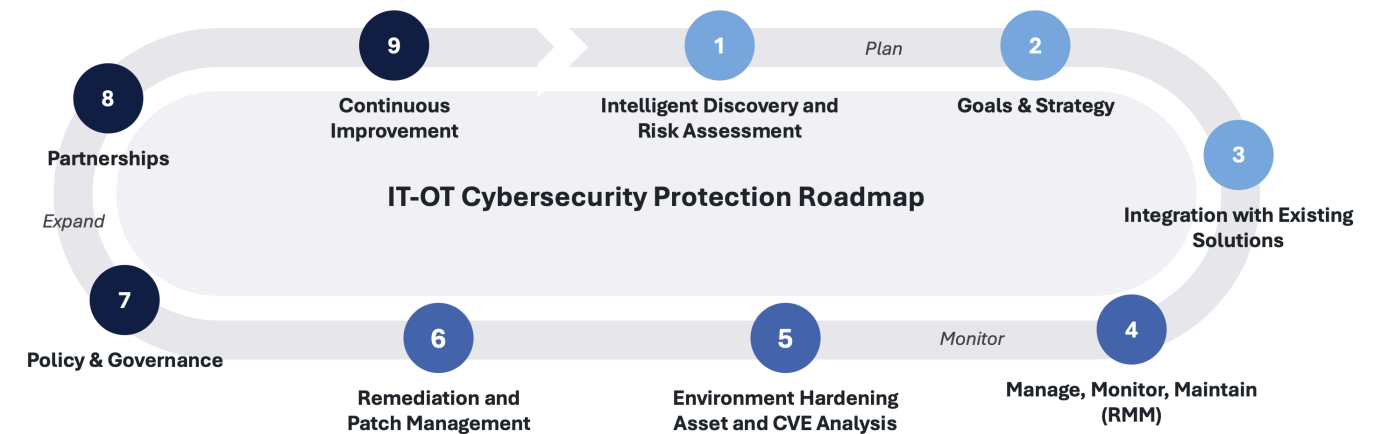 9
1
Plan
2
Continuous
Improvement
Intelligent Discovery and
Risk Assessment
Goals & Strategy
8
Partnerships
3
Integration with Existing
Solutions
IT-OT Cybersecurity Protection Roadmap
Expand
7
Policy & Governance
6
Remediation and
Patch Management
5
Environment Hardening
Asset and CVE Analysis
Monitor
4
Manage, Monitor, Maintain
(RMM)